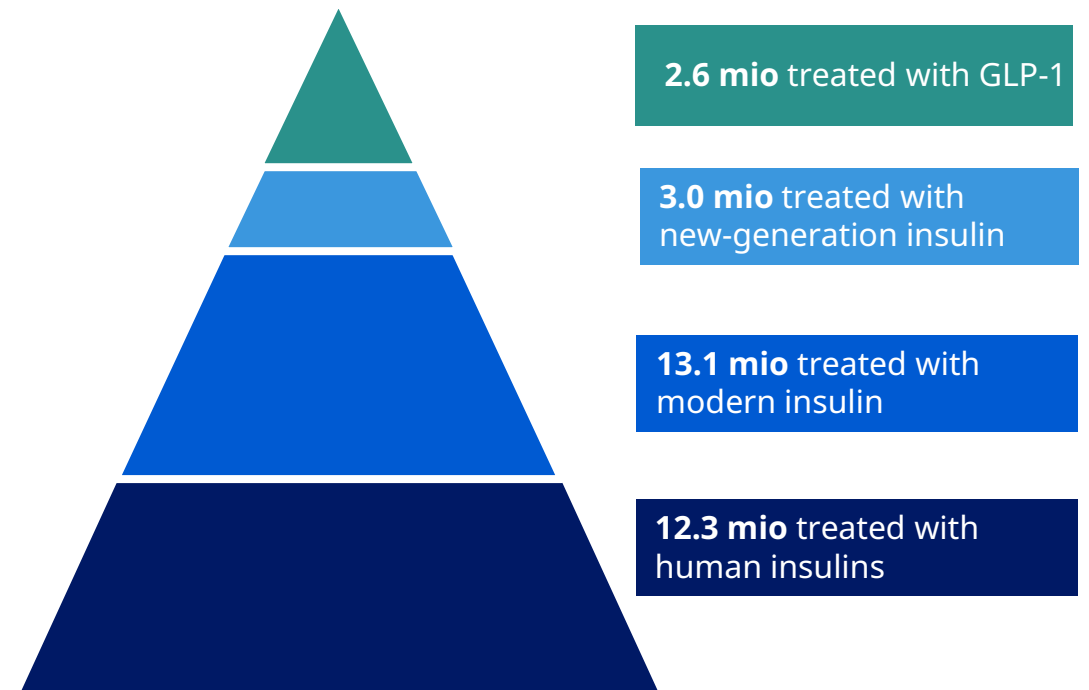 2.6 mio treated with GLP-1
3.0 mio treated with
new-generation insulin
13.1 mio treated with
modern insulin
12.3 mio treated with
human insulins